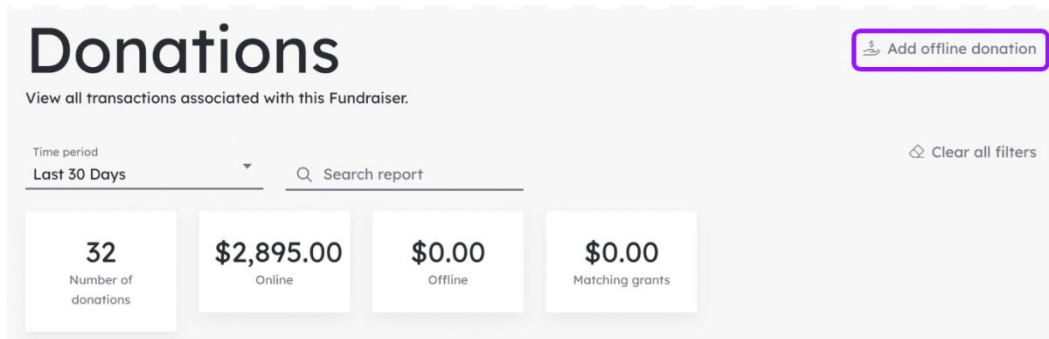 Donations
Add offline donation
View all transactions associated with this Fundraiser.
Time period
Last 30 Days
Search report
Clear all filters
32
Number of
donations
$2,895.00
Online
$0.00
Offline
$0.00
Matching grants